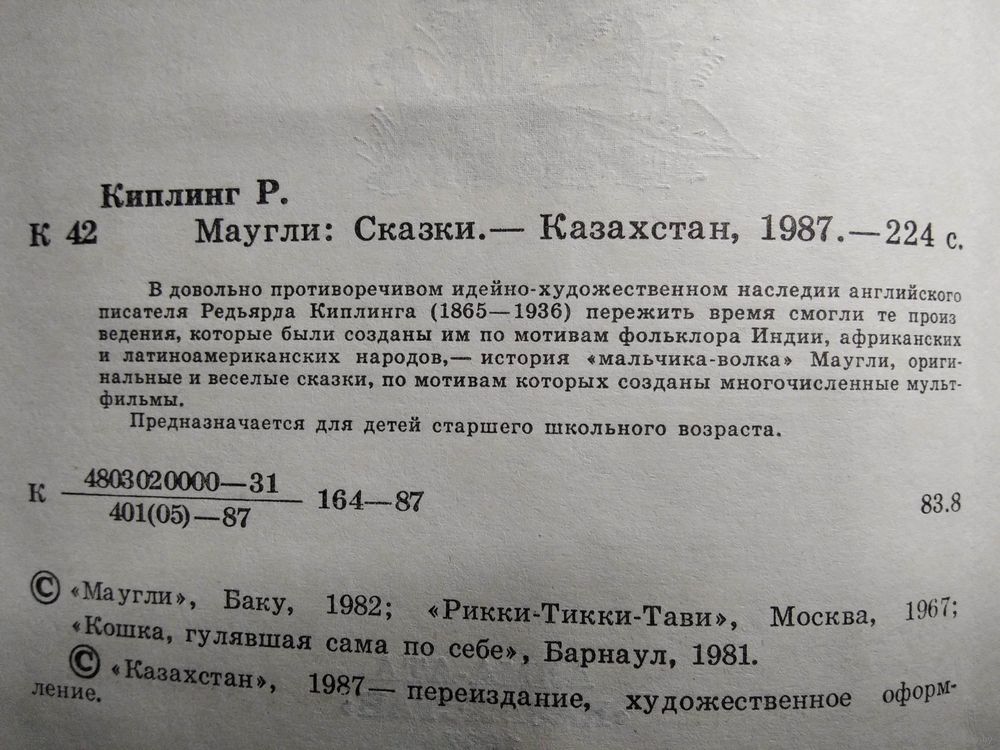 Киплинг Р.
К 42 Маугли: Сказки.— Казахстан, 1987.—224 с.
В довольно противоречивом идейно-художественном наследии английского
писателя Редьярда Киплинга (1865—1936) пережить время смогли те произ
ведения, которые были созданы им по мотивам фольклора Индии, африканских
и латиноамериканских народов,— история «мальчика-волка» Маугли, ориги-
нальные и веселые сказки, по мотивам которых созданы многочисленные мульт-
фильмы.
Предназначается для детей старшего школьного возраста.
4803020000—31
К 164—87 83.8
401(05)—87
© «Маугли», Баку, 1982; «Рикки-Тикки-Тави», Москва, 1967;
«Кошка, гулявшая сама по себе», Барнаул, 1981.
© «Казахстан», 1987— переиздание, художественное оформ-
ление.